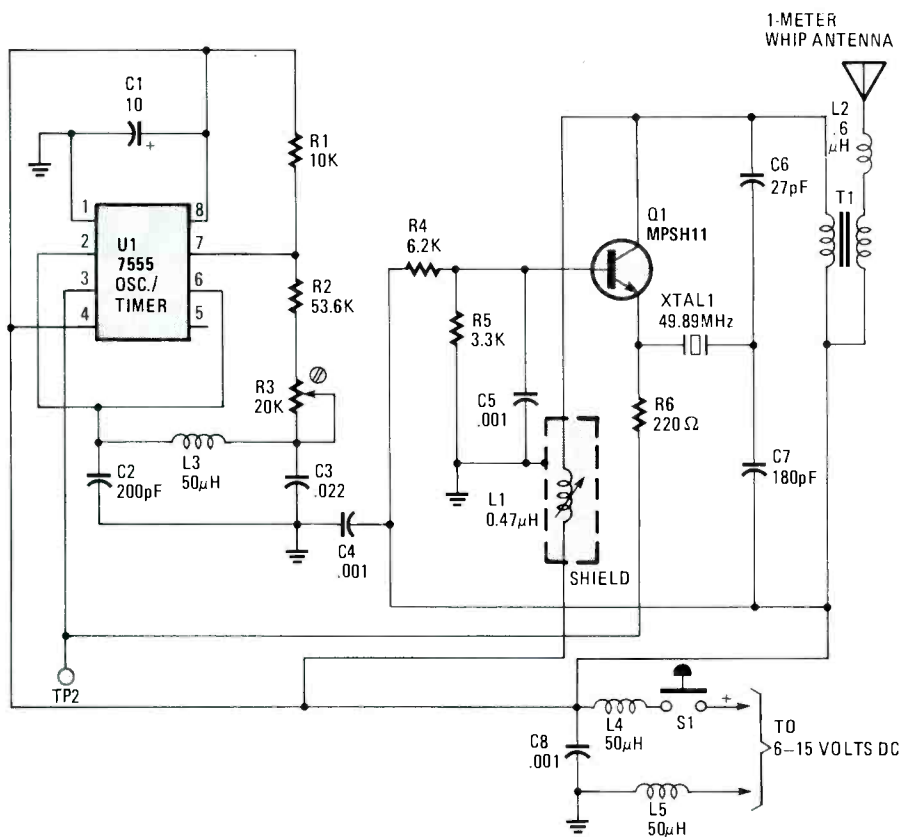 1-METER
WHIP ANTENNA
C1
10
+
R1
10K
L2
.6
µH
C6
27pF
T1
1
8
2
7
3
6
4
5
U1
7555
OSC./
TIMER
R4
6.2K
Q1
MPSH11
R2
53.6K
R5
3.3K
XTAL1
49.89MHz
R3
20K
C5
.001
R6
220Ω
L3
50µH
C2
200pF
C3
.022
C7
180pF
L1
0.47µH
C4
.001
SHIELD
TP2
+
L4
50µH
S1
TO
6–15 VOLTS DC
C8
.001
L5
50µH